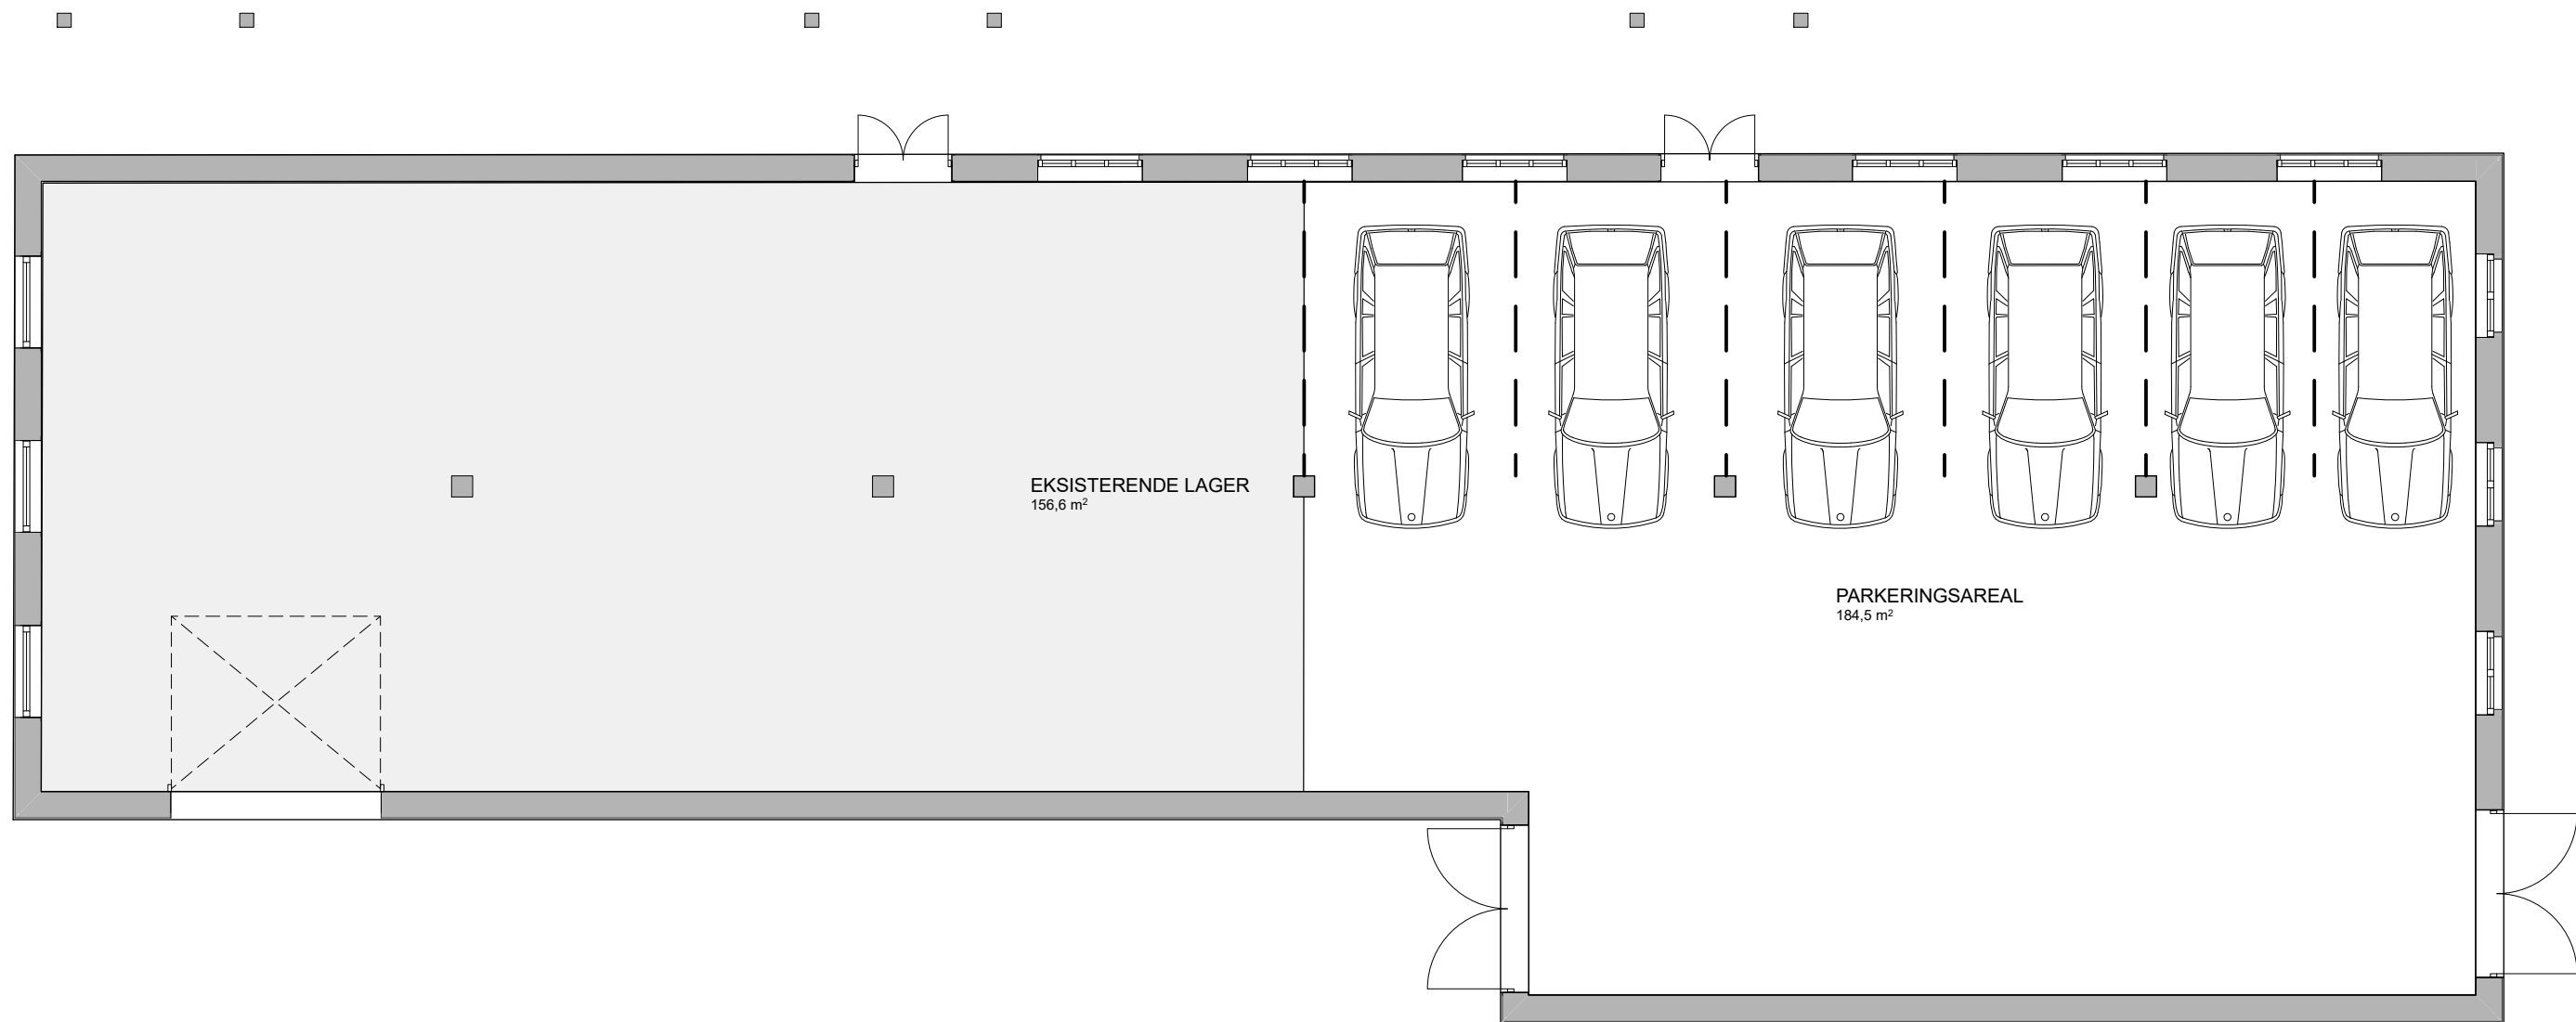 EKSISTERENDE LAGER
156,6 m²
PARKERINGSAREAL
184,5 m²